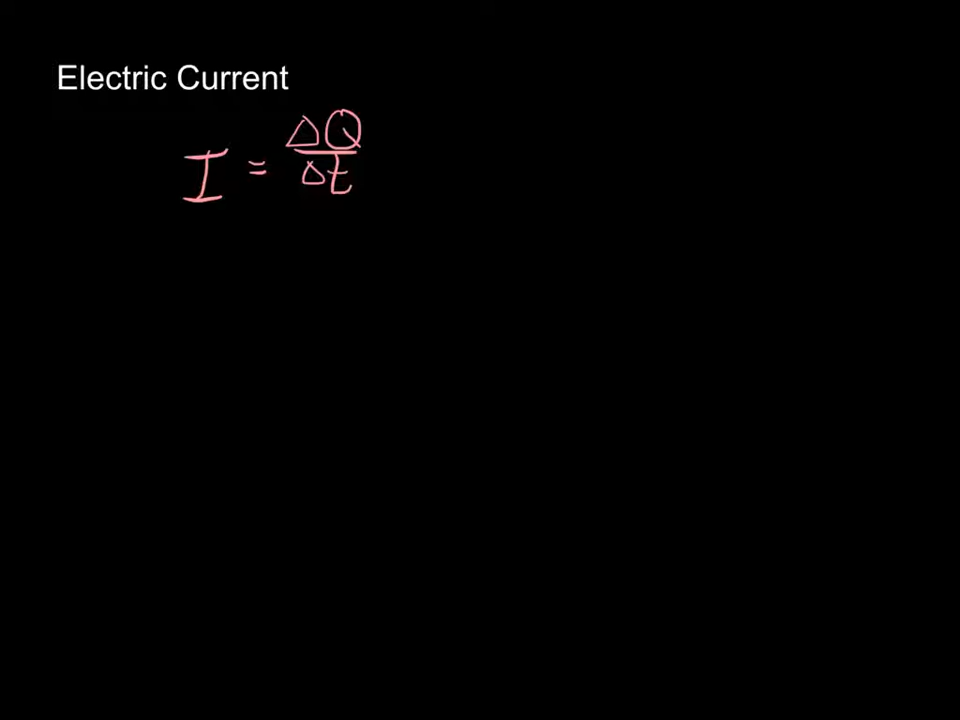 Electric Current
I = ΔQ/Δt